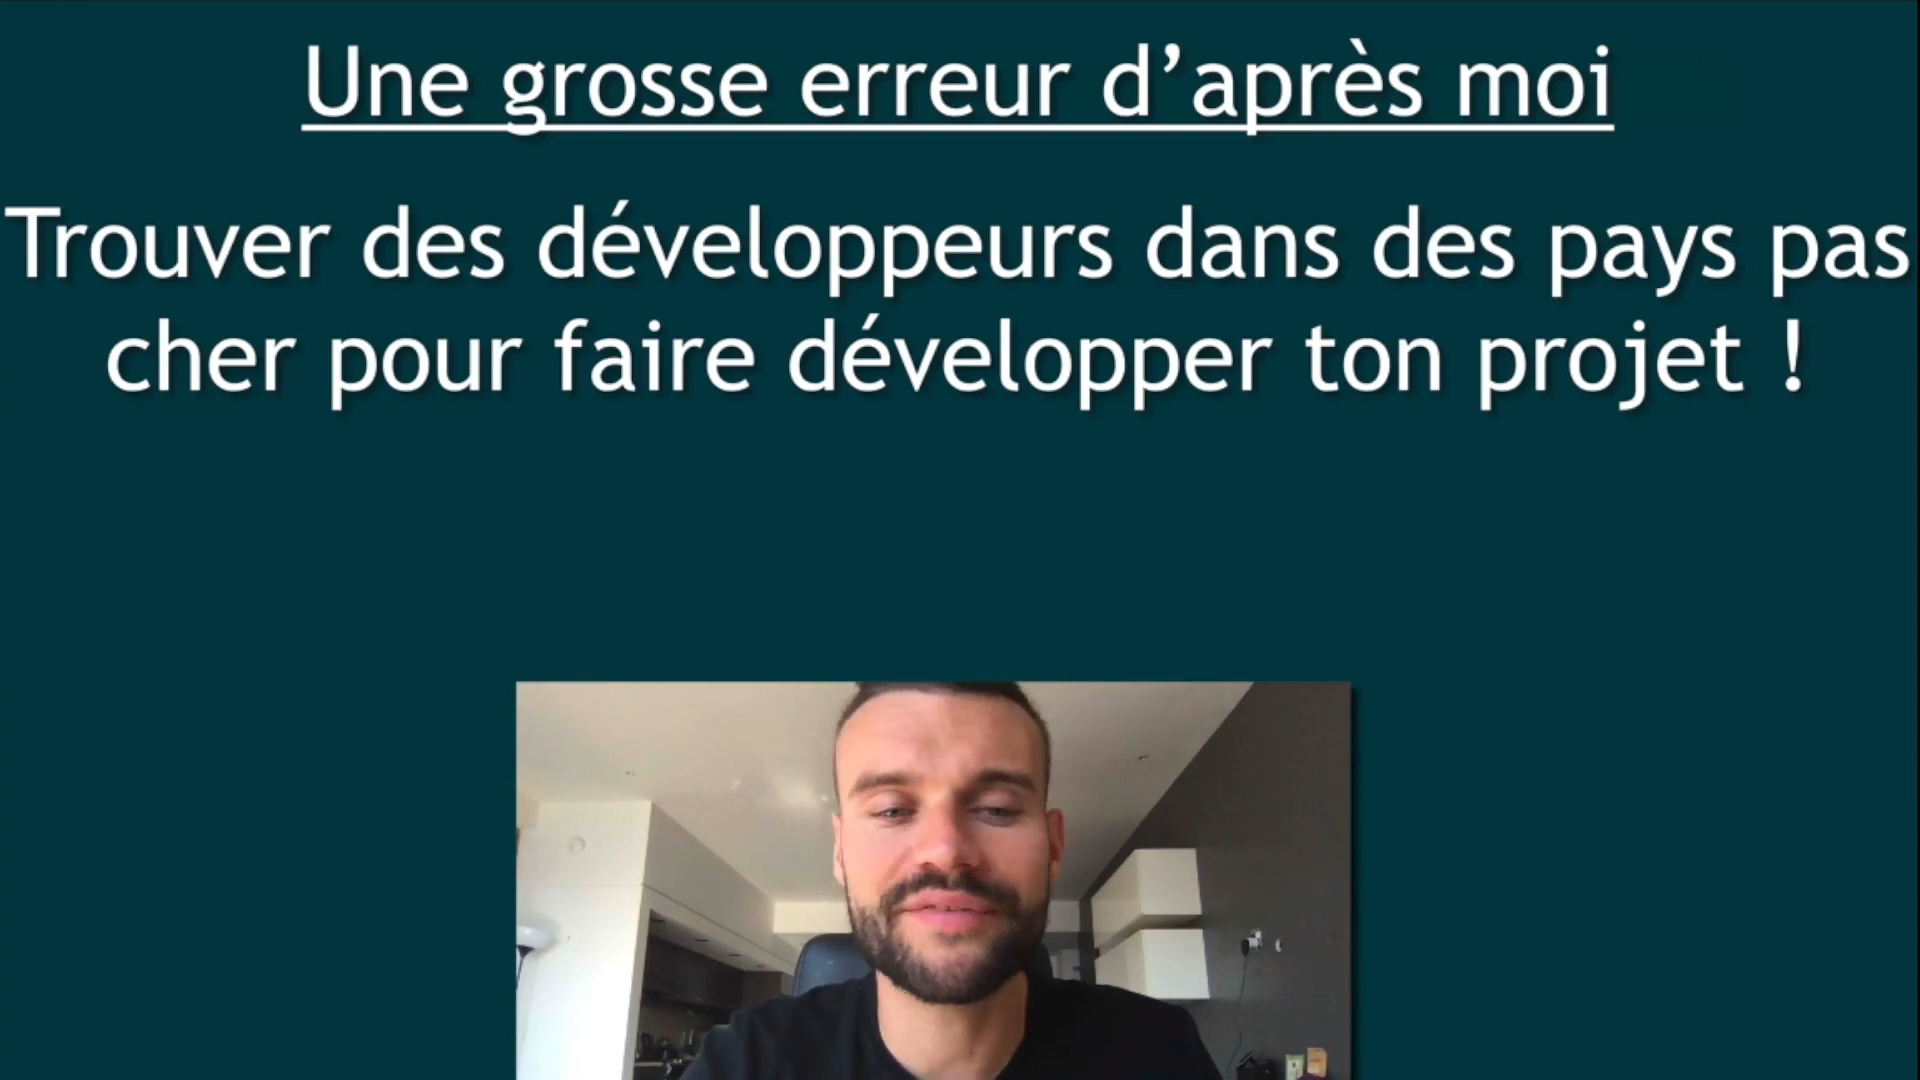 Une grosse erreur d’après moi
Trouver des développeurs dans des pays pas
cher pour faire développer ton projet !